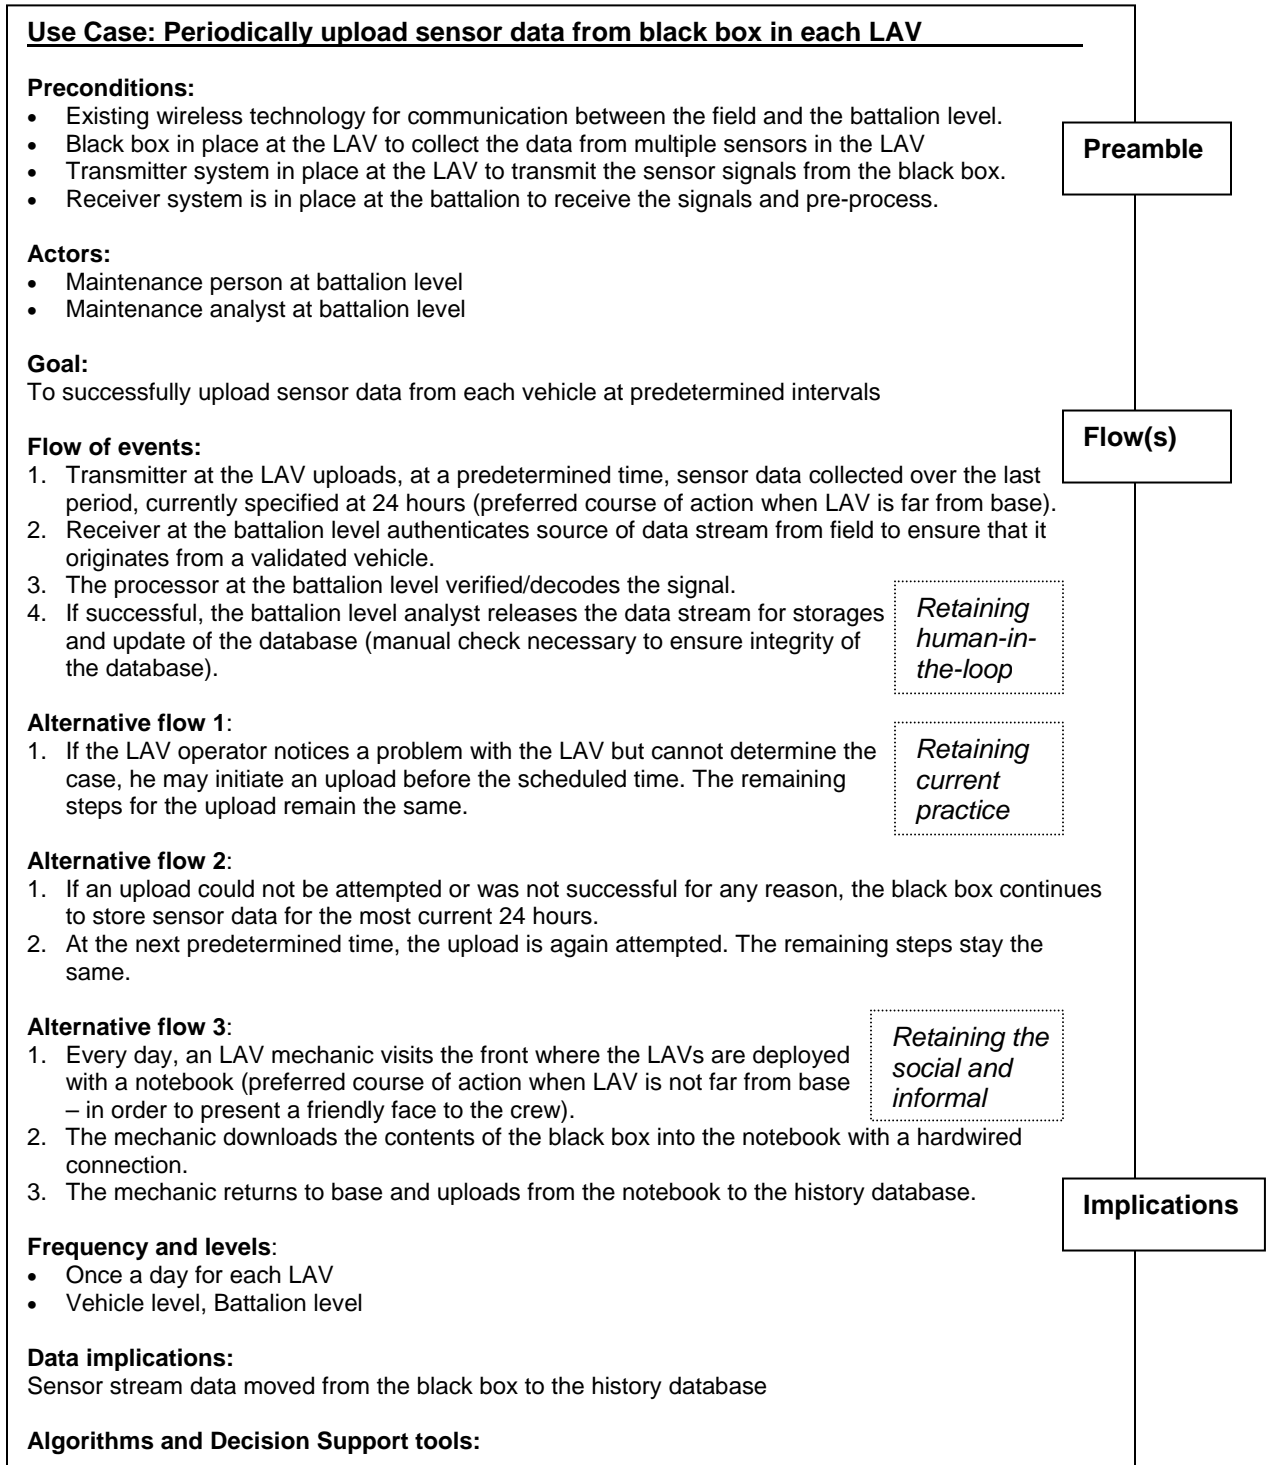 Use Case: Periodically upload sensor data from black box in each LAV
Preconditions:
• Existing wireless technology for communication between the field and the battalion level.
• Black box in place at the LAV to collect the data from multiple sensors in the LAV
• Transmitter system in place at the LAV to transmit the sensor signals from the black box.
• Receiver system is in place at the battalion to receive the signals and pre-process.
Preamble
Actors:
• Maintenance person at battalion level
• Maintenance analyst at battalion level
Goal:
To successfully upload sensor data from each vehicle at predetermined intervals
Flow(s)
Flow of events:
1. Transmitter at the LAV uploads, at a predetermined time, sensor data collected over the last
period, currently specified at 24 hours (preferred course of action when LAV is far from base).
2. Receiver at the battalion level authenticates source of data stream from field to ensure that it
originates from a validated vehicle.
3. The processor at the battalion level verified/decodes the signal.
4. If successful, the battalion level analyst releases the data stream for storages
and update of the database (manual check necessary to ensure integrity of
the database).
Retaining
human-in-
the-loop
Alternative flow 1:
1. If the LAV operator notices a problem with the LAV but cannot determine the
case, he may initiate an upload before the scheduled time. The remaining
steps for the upload remain the same.
Retaining
current
practice
Alternative flow 2:
1. If an upload could not be attempted or was not successful for any reason, the black box continues
to store sensor data for the most current 24 hours.
2. At the next predetermined time, the upload is again attempted. The remaining steps stay the
same.
Alternative flow 3:
1. Every day, an LAV mechanic visits the front where the LAVs are deployed
with a notebook (preferred course of action when LAV is not far from base
– in order to present a friendly face to the crew).
Retaining the
social and
informal
2. The mechanic downloads the contents of the black box into the notebook with a hardwired
connection.
3. The mechanic returns to base and uploads from the notebook to the history database.
Implications
Frequency and levels:
• Once a day for each LAV
• Vehicle level, Battalion level
Data implications:
Sensor stream data moved from the black box to the history database
Algorithms and Decision Support tools: